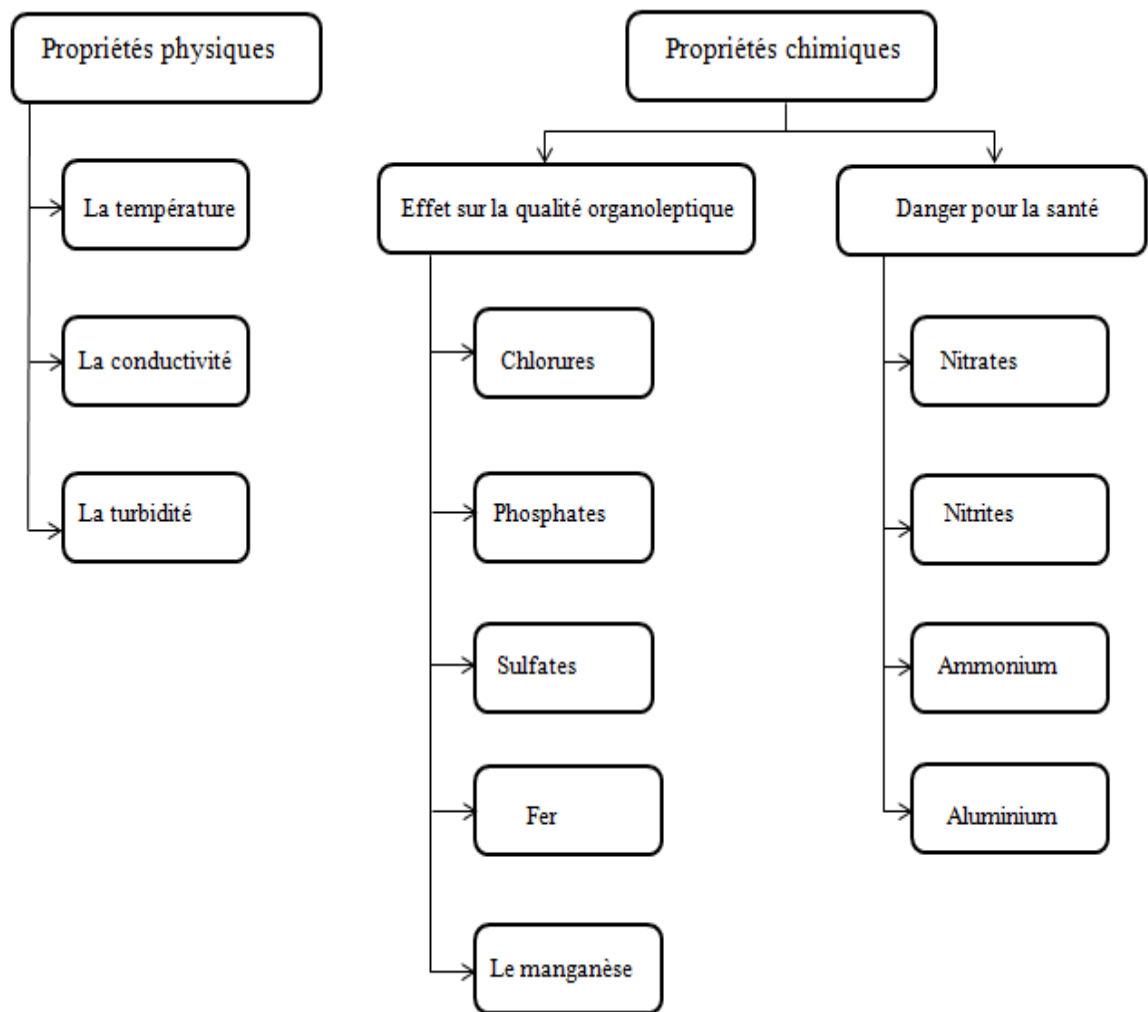 Propriétés physiques
La température
La conductivité
La turbidité
Propriétés chimiques
Effet sur la qualité organoleptique
Chlorures
Phosphates
Sulfates
Fer
Le manganèse
Danger pour la santé
Nitrates
Nitrites
Ammonium
Aluminium